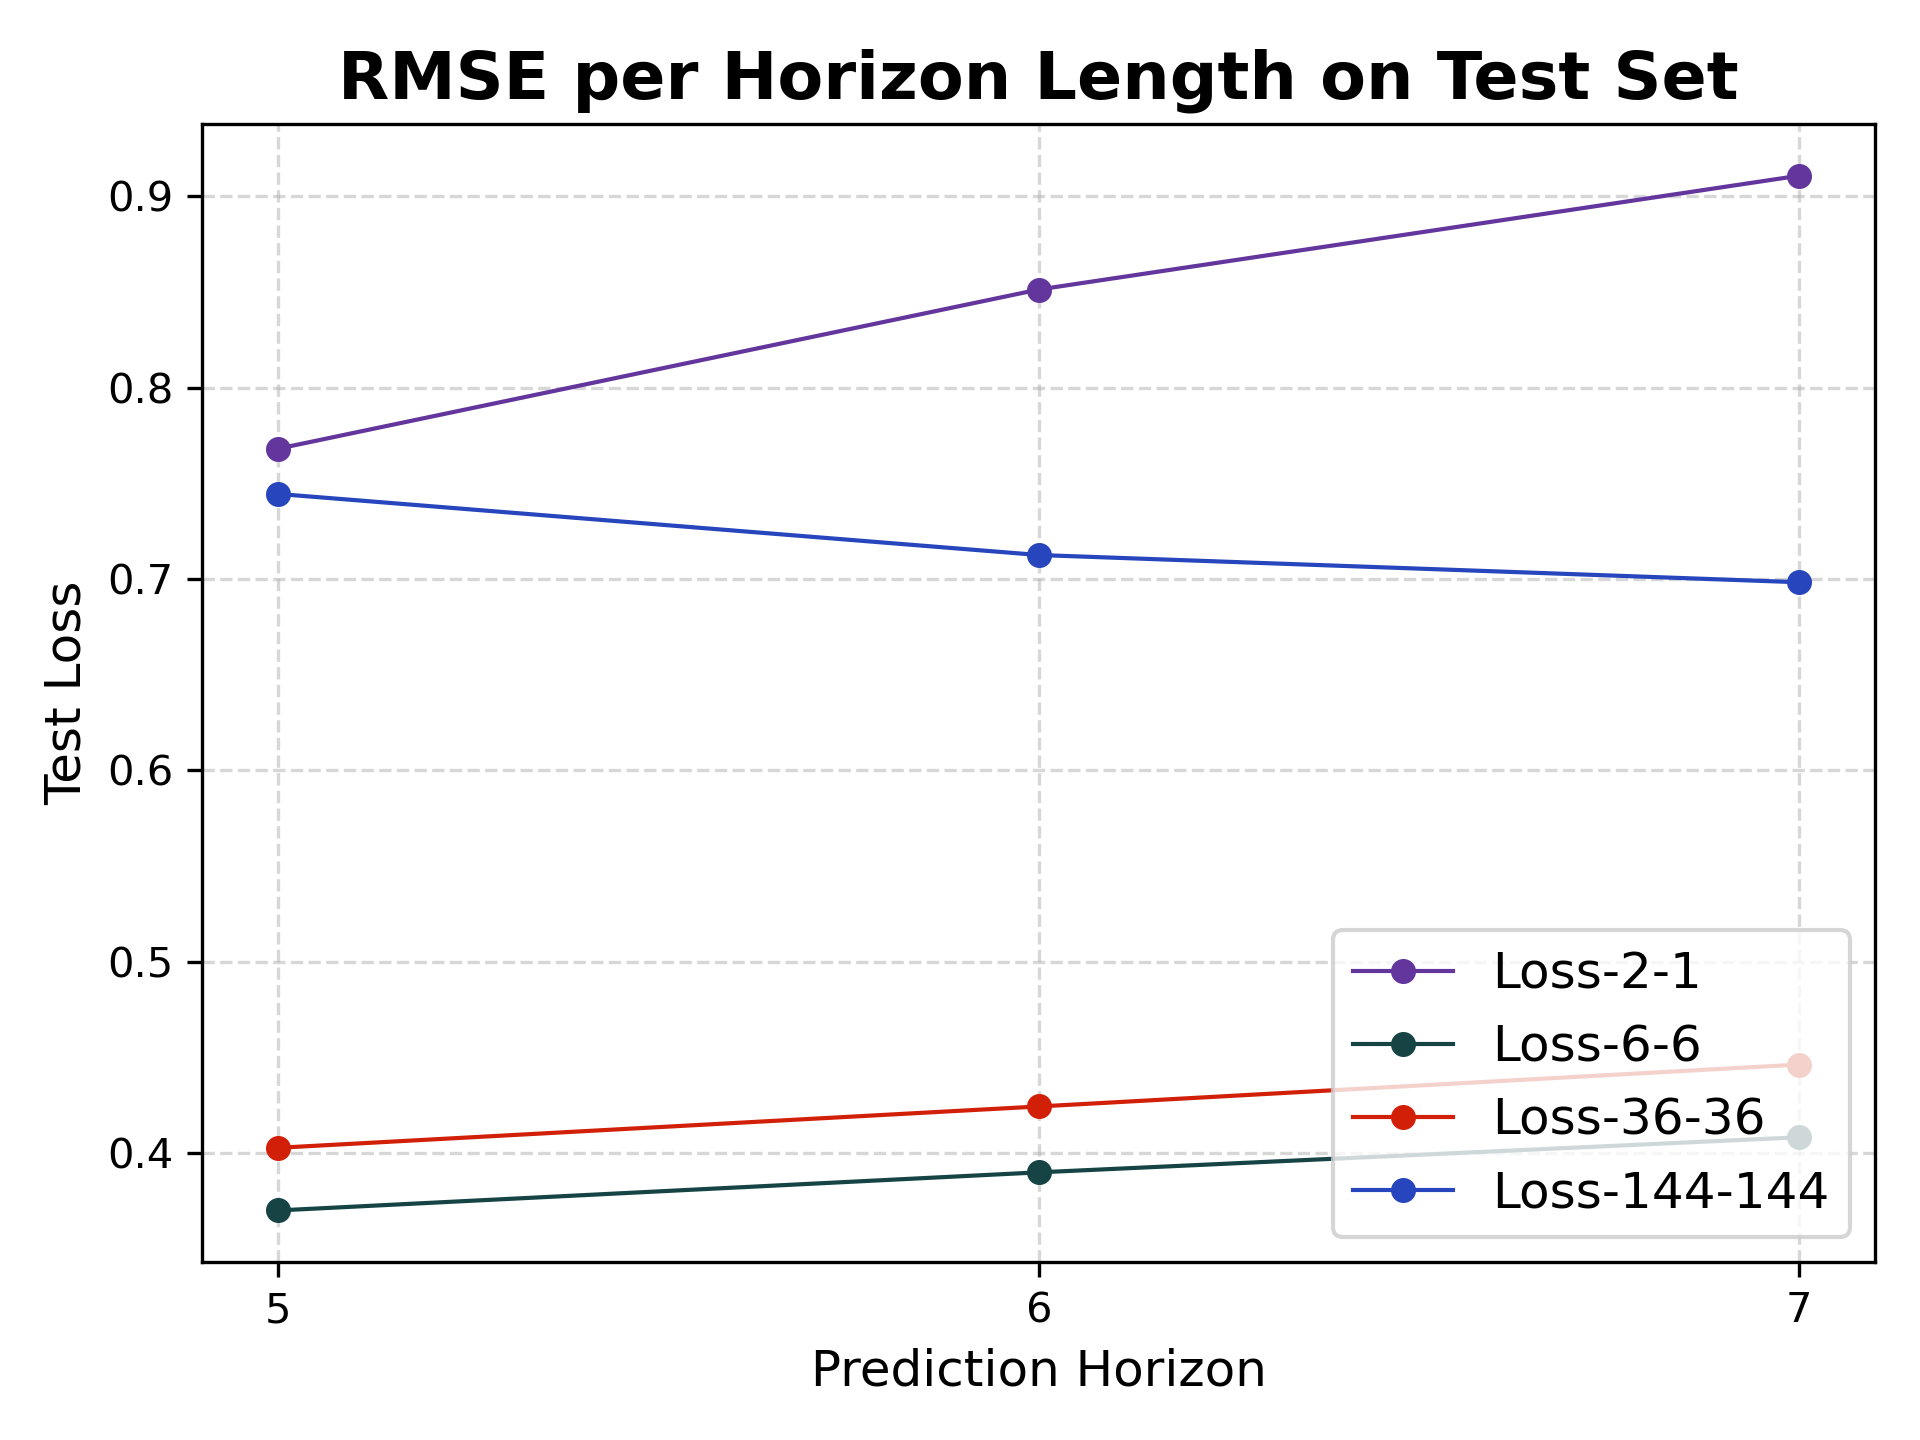 RMSE per Horizon Length on Test Set
0.9
0.8
0.7
0.6
0.5
0.4
Test Loss
Loss-2-1
Loss-6-6
Loss-36-36
Loss-144-144
5 6 7
Prediction Horizon